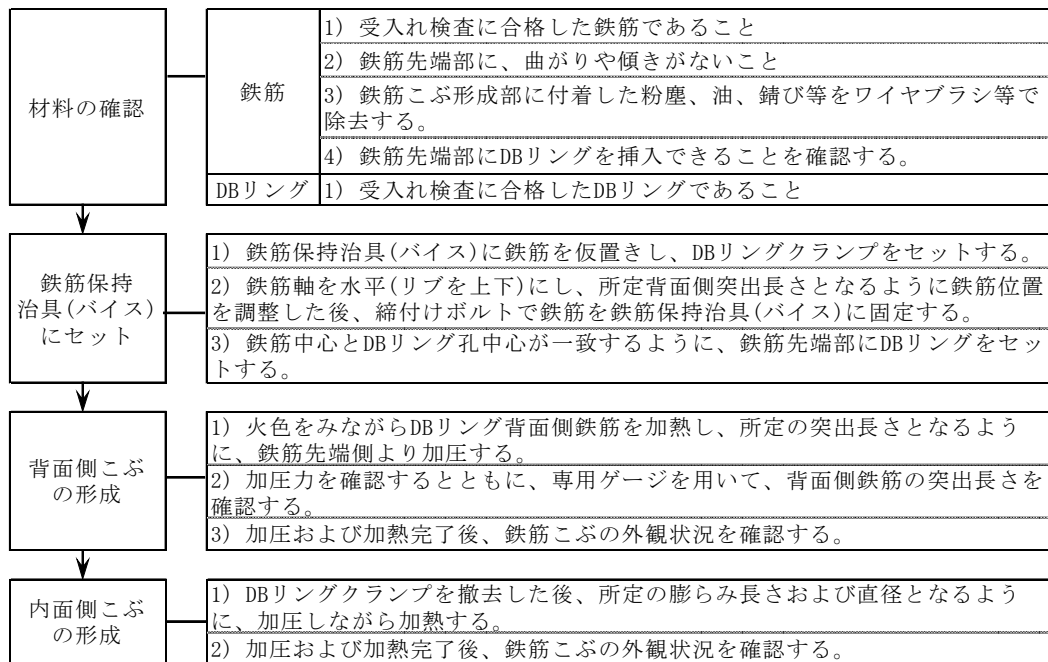 材料の確認
鉄筋
1) 受入れ検査に合格した鉄筋であること
2) 鉄筋先端部に、曲がりや傾きがないこと
3) 鉄筋こぶ形成部に付着した粉塵、油、錆び等をワイヤブラシ等で
除去する。
4) 鉄筋先端部にDBリングを挿入できることを確認する。
DBリング
1) 受入れ検査に合格したDBリングであること
鉄筋保持
治具(バイス)
にセット
1) 鉄筋保持治具(バイス)に鉄筋を仮置きし、DBリングクランプをセットする。
2) 鉄筋軸を水平(リブを上下)にし、所定背面側突出長さとなるように鉄筋位置
を調整した後、締付けボルトで鉄筋を鉄筋保持治具(バイス)に固定する。
3) 鉄筋中心とDBリング孔中心が一致するように、鉄筋先端部にDBリングをセッ
トする。
背面側こぶ
の形成
1) 火色をみながらDBリング背面側鉄筋を加熱し、所定の突出長さとなるよう
に、鉄筋先端側より加圧する。
2) 加圧力を確認するとともに、専用ゲージを用いて、背面側鉄筋の突出長さを
確認する。
3) 加圧および加熱完了後、鉄筋こぶの外観状況を確認する。
内面側こぶ
の形成
1) DBリングクランプを撤去した後、所定の膨らみ長さおよび直径となるよう
に、加圧しながら加熱する。
2) 加圧および加熱完了後、鉄筋こぶの外観状況を確認する。